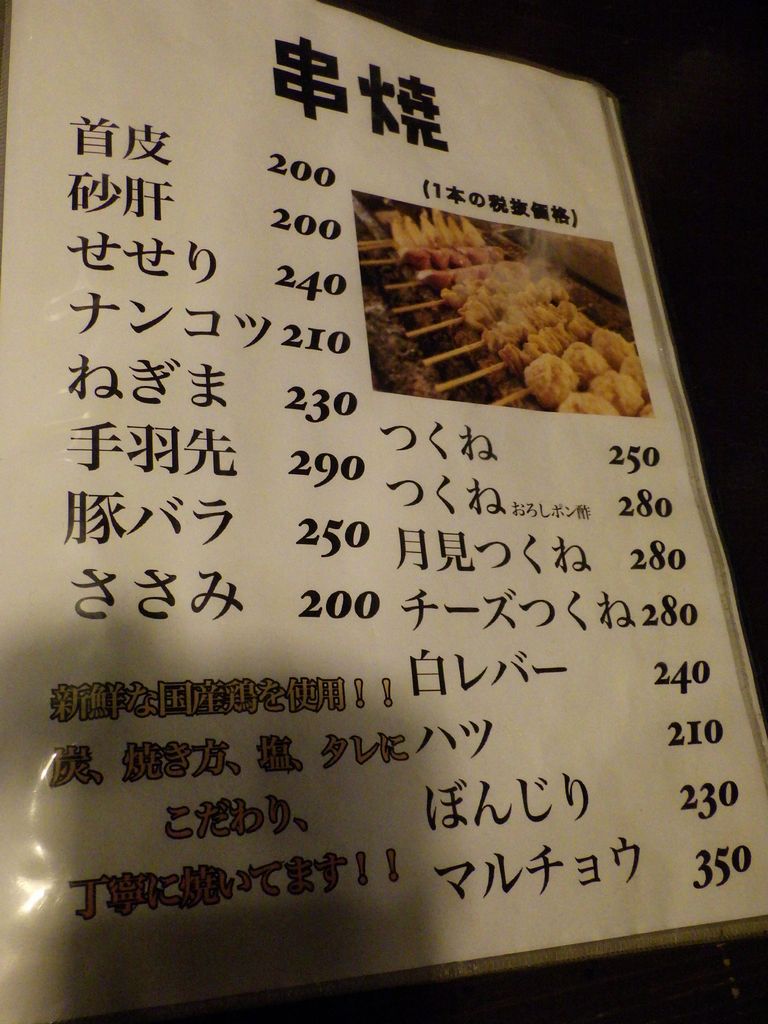 串焼
(1本の税抜価格)
首皮 200
砂肝 200
せせり 240
ナンコツ 210
ねぎま 230
手羽先 290
豚バラ 250
ささみ 200
つくね 250
つくね おろしポン酢 280
月見つくね 280
チーズつくね 280
白レバー 240
ハツ 210
ぼんじり 230
マルチョウ 350
新鮮な国産鶏を使用！！
炭、焼き方、塩、タレに
こだわり、
丁寧に焼いてます！！